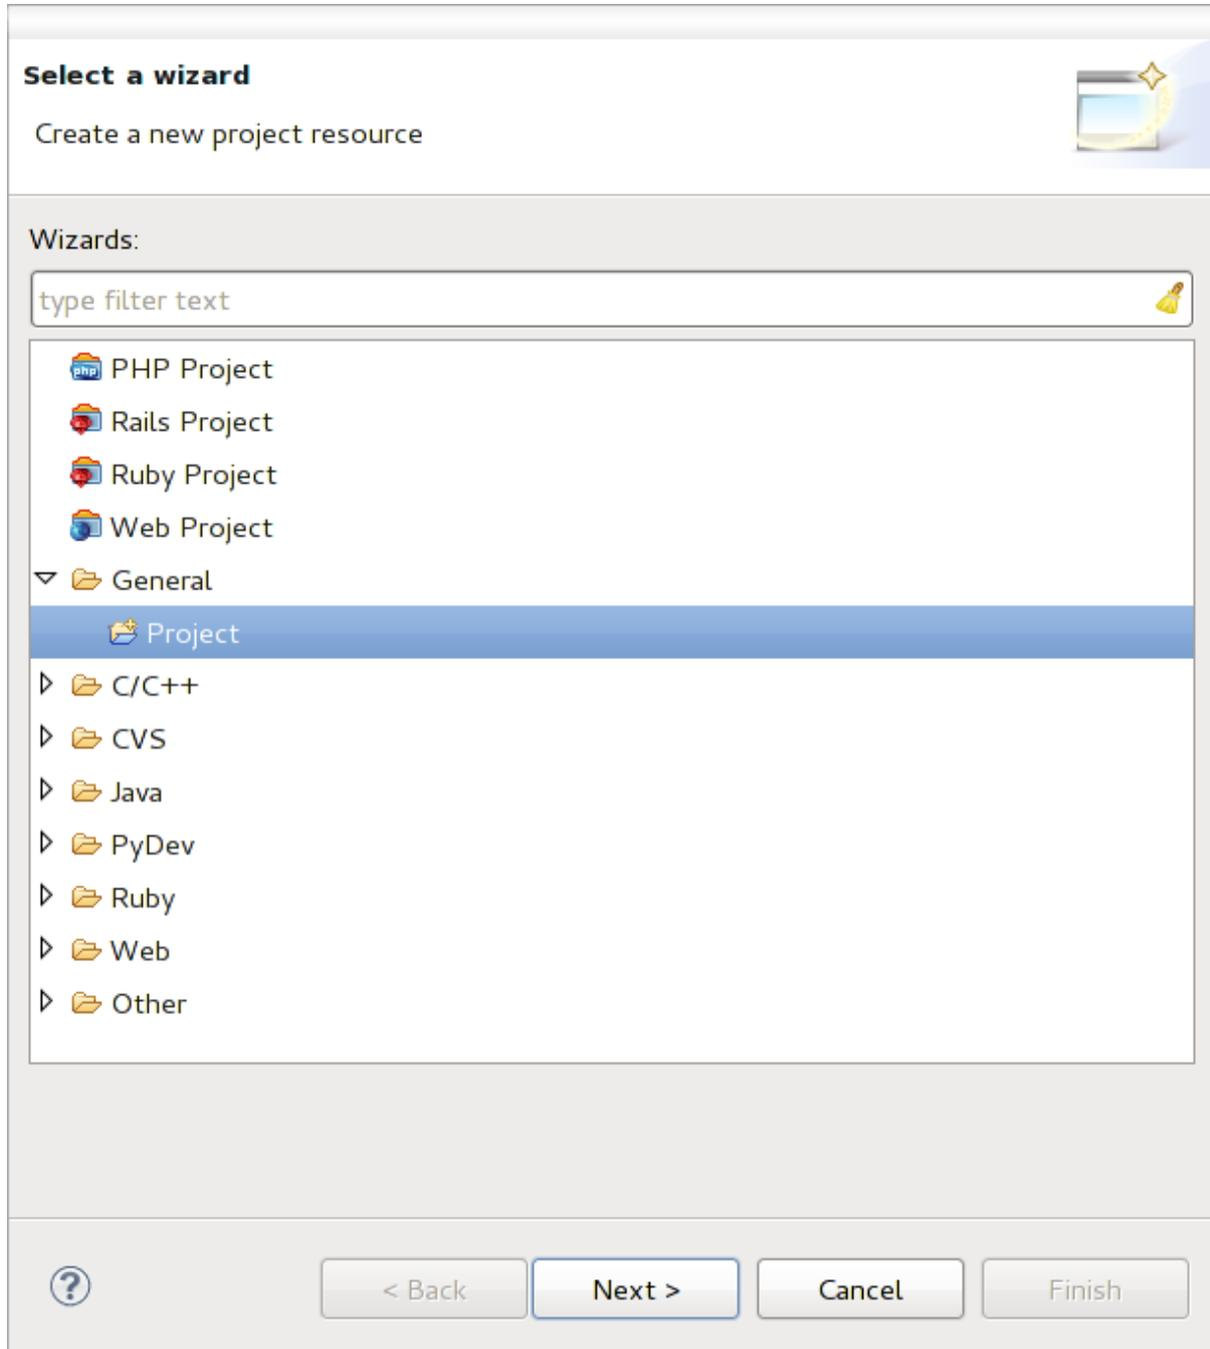 Select a wizard
Create a new project resource
Wizards:
type filter text
php PHP Project
Rails Project
Ruby Project
Web Project
General
Project
C/C++
CVS
Java
PyDev
Ruby
Web
Other
? < Back Next > Cancel Finish